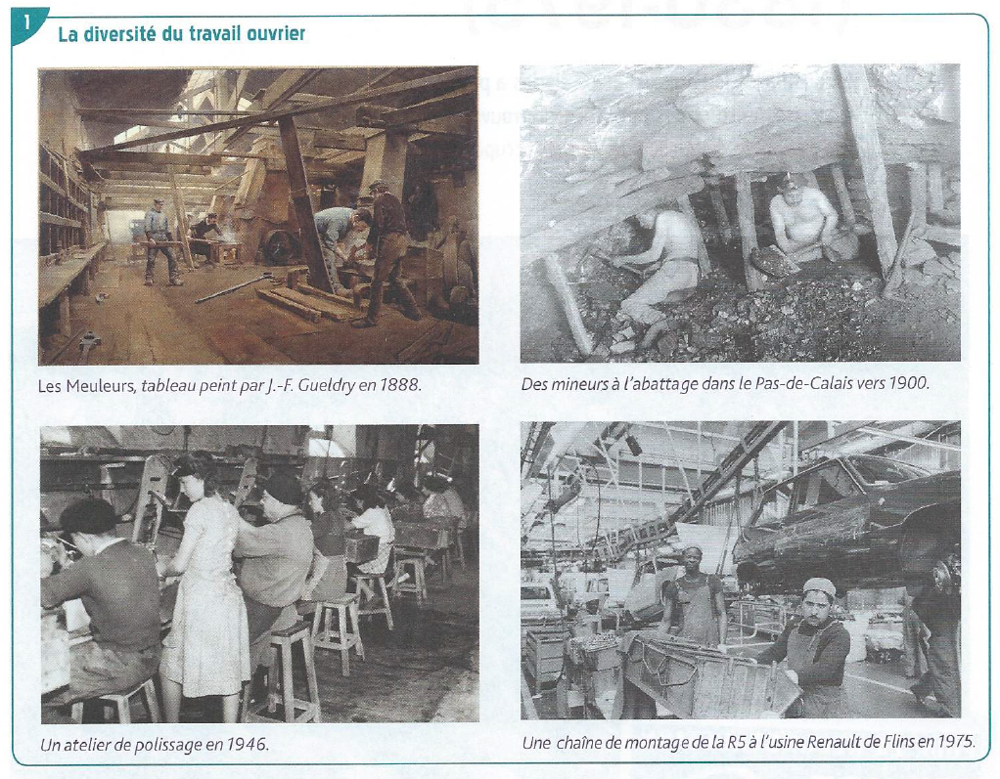 1
La diversité du travail ouvrier
Les Meuleurs, tableau peint par J.-F. Gueldry en 1888.
Des mineurs à l'abattage dans le Pas-de-Calais vers 1900.
Un atelier de polissage en 1946.
Une chaîne de montage de la R5 à l'usine Renault de Flins en 1975.